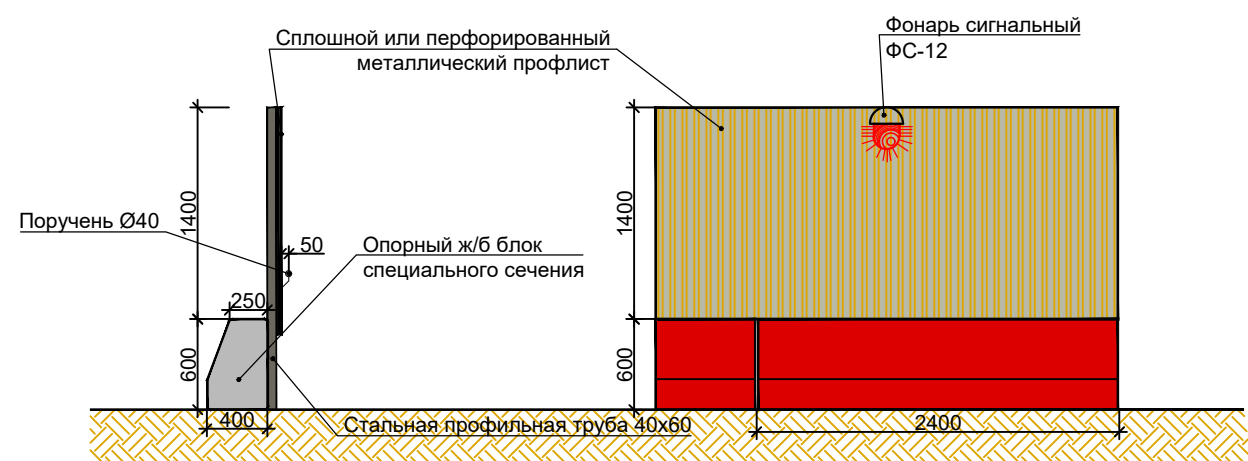 Сплошной или перфорированный
металлический профлист
Фонарь сигнальный
ФС-12
1400
1400
Поручень Ø40
50
Опорный ж/б блок
специального сечения
250
600
600
400
Стальная профильная труба 40х60
2400